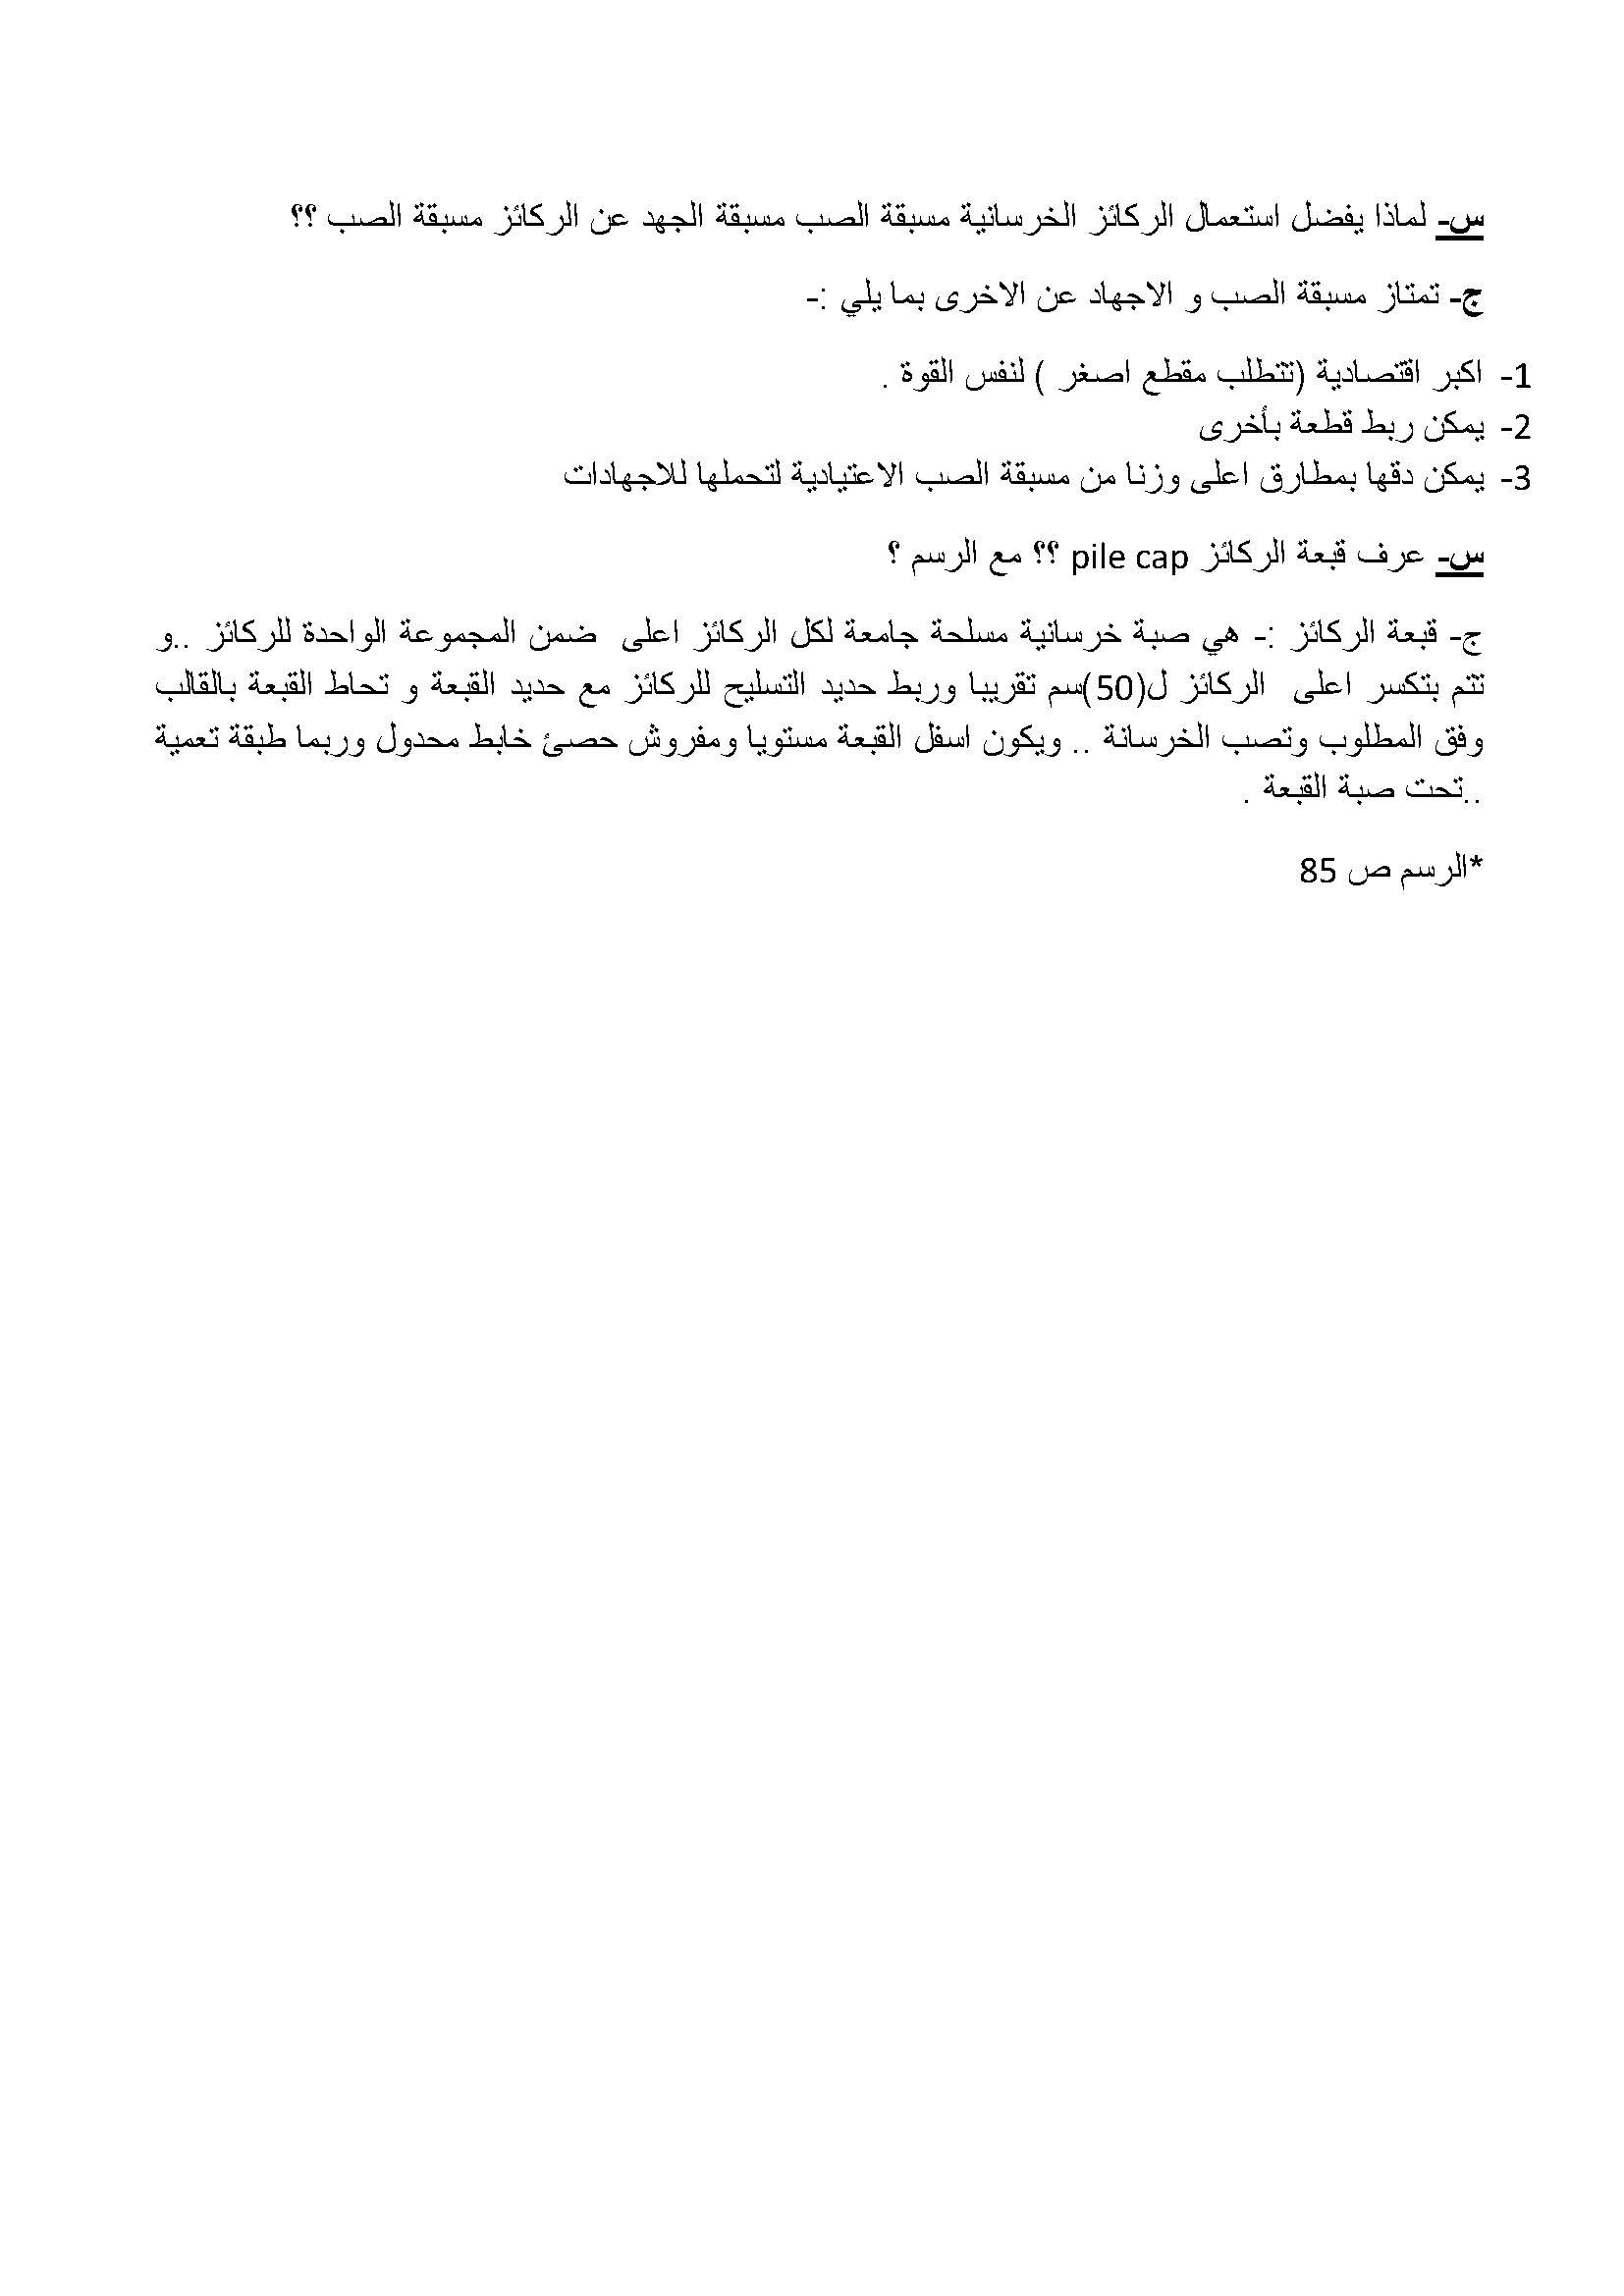 س- لماذا يفضل استعمال الركائز الخرسانية مسبقة الصب مسبقة الجهد عن الركائز مسبقة الصب ؟؟
ج- تمتاز مسبقة الصب و الاجهاد عن الاخرى بما يلي :-
1- اكبر اقتصادية (تتطلب مقطع اصغر ) لنفس القوة .
2- يمكن ربط قطعة بأخرى
3- يمكن دقها بمطارق اعلى وزنا من مسبقة الصب الاعتيادية لتحملها للاجهادات
س- عرف قبعة الركائز pile cap ؟؟ مع الرسم ؟
ج- قبعة الركائز :- هي صبة خرسانية مسلحة جامعة لكل الركائز اعلى ضمن المجموعة الواحدة للركائز ..و
تتم بتكسر اعلى الركائز ل(50)سم تقريبا وربط حديد التسليح للركائز مع حديد القبعة و تحاط القبعة بالقالب
وفق المطلوب وتصب الخرسانة .. ويكون اسفل القبعة مستويا ومفروش حصئ خابط محدول وربما طبقة تعمية
..تحت صبة القبعة .
*الرسم ص 85